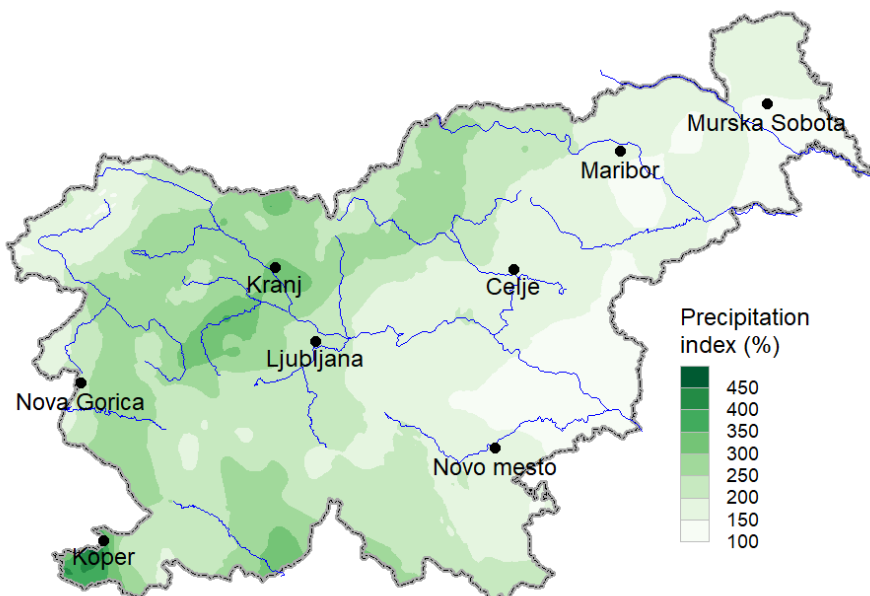 Murska Sobota
Maribor
Kranj
Celje
Ljubljana
Nova Gorica
Novo mesto
Koper
Precipitation
index (%)
450
400
350
300
250
200
150
100